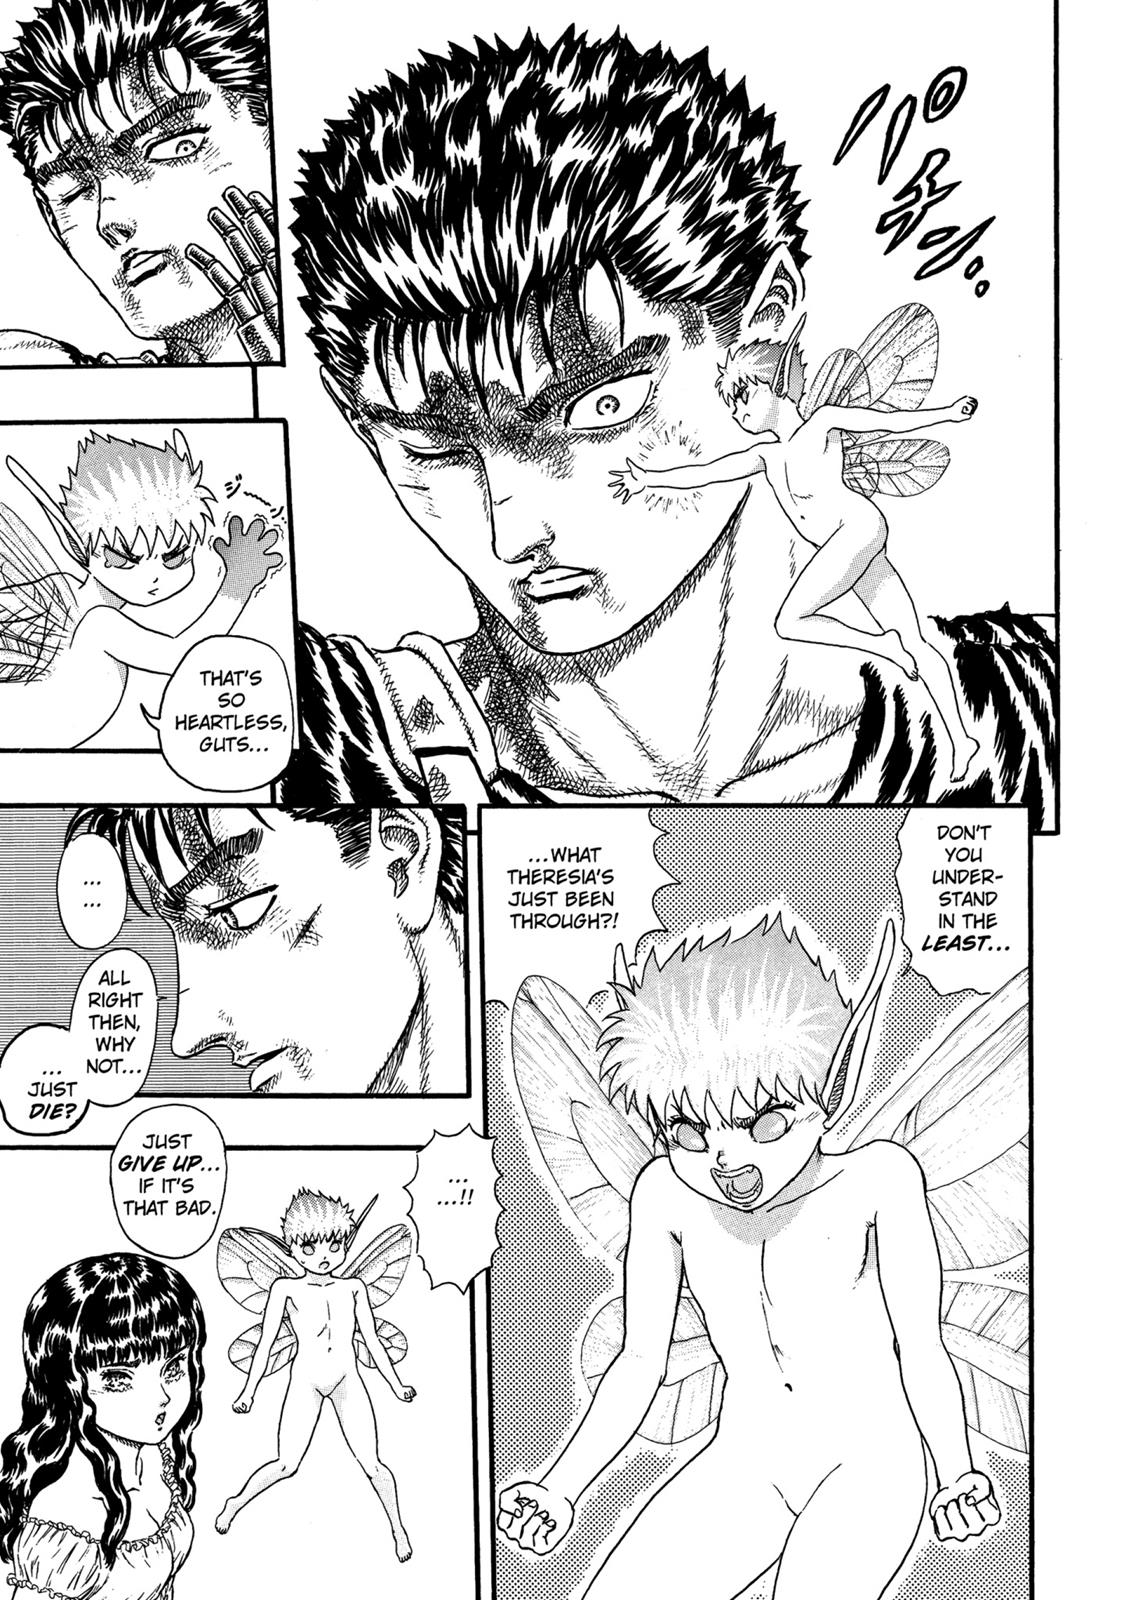 パシィン
THAT'S
SO
HEARTLESS,
GUTS...
ジ〜
DON'T
YOU
UNDER-
STAND
IN THE
LEAST...
...WHAT
THERESIA'S
JUST BEEN
THROUGH?!
...
...
ALL
RIGHT
THEN,
WHY
NOT...
...
JUST
DIE?
...
...!!
JUST
GIVE UP...
IF IT'S
THAT BAD.